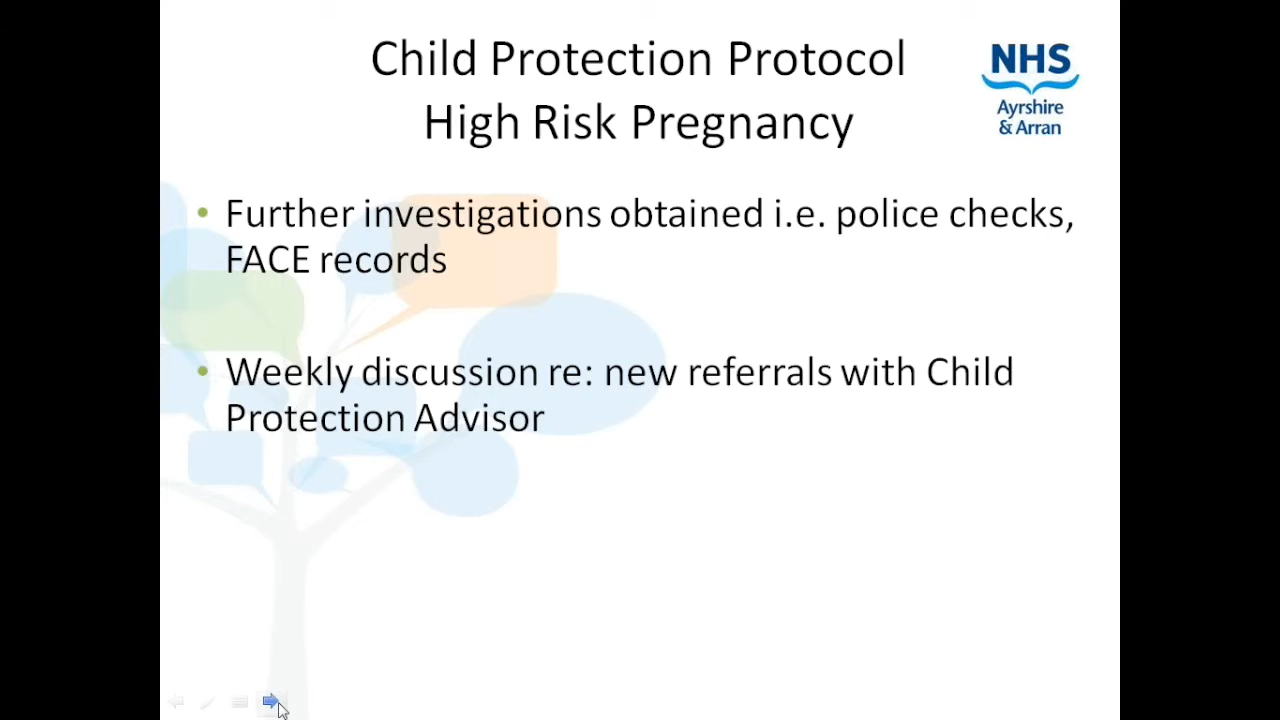 Child Protection Protocol
High Risk Pregnancy
NHS
Ayrshire
& Arran
• Further investigations obtained i.e. police checks,
FACE records
• Weekly discussion re: new referrals with Child
Protection Advisor